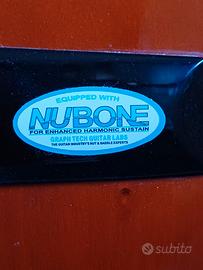 EQUIPPED WITH
NUBONE
FOR ENHANCED HARMONIC SUSTAIN
GRAPH TECH GUITAR LABS
THE GUITAR INDUSTRY'S NUT & SADDLE EXPERTS
subito